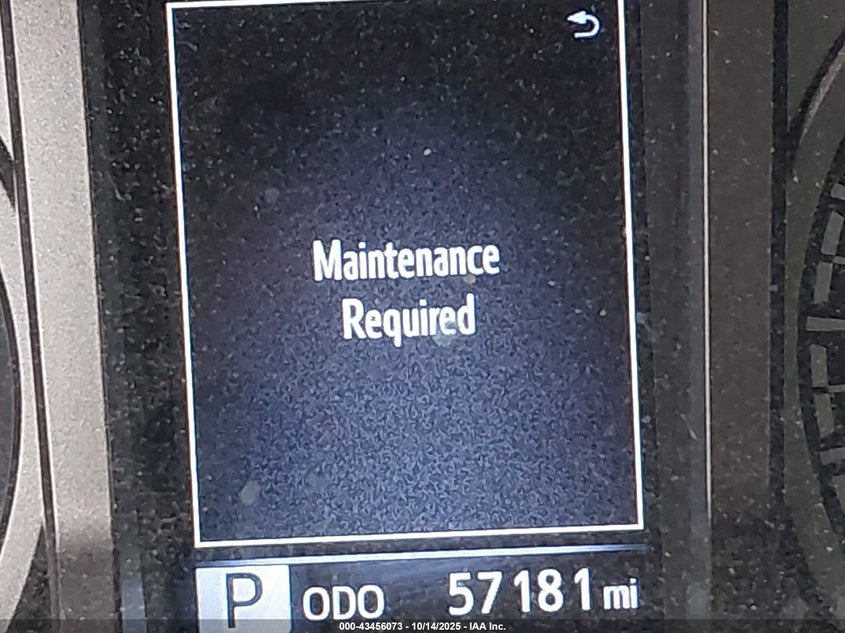 Maintenance
Required
P ODO 57181 mi
000-43456073 - 10/14/2025 - IAA Inc.